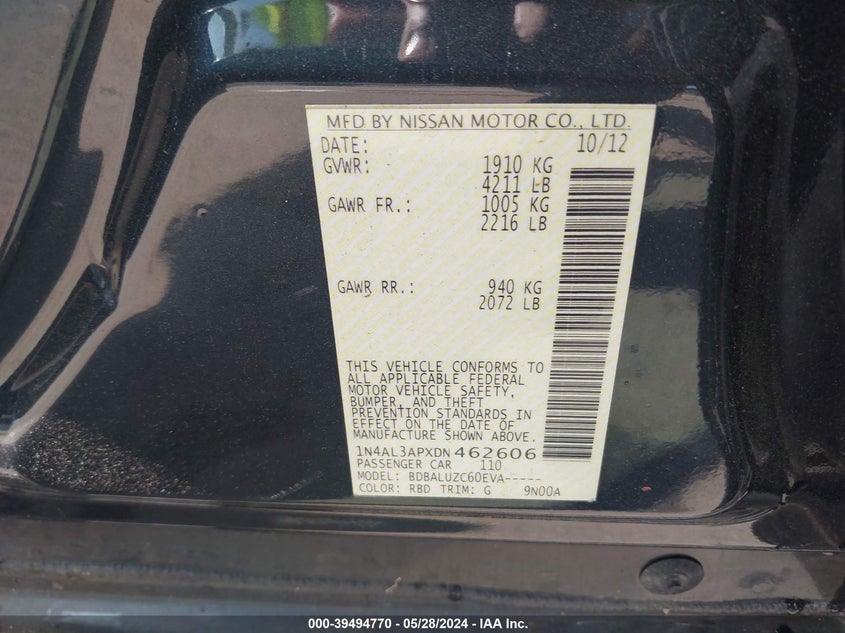 MFD BY NISSAN MOTOR CO., LTD.
DATE: 10/12
GVWR: 1910 KG
4211 LB
GAWR FR.: 1005 KG
2216 LB
GAWR RR.: 940 KG
2072 LB
THIS VEHICLE CONFORMS TO
ALL APPLICABLE FEDERAL
MOTOR VEHICLE SAFETY,
BUMPER, AND THEFT
PREVENTION STANDARDS IN
EFFECT ON THE DATE OF
MANUFACTURE SHOWN ABOVE.
1N4AL3APXDN462606
PASSENGER CAR 110
MODEL: BDBALUZC60EVA-----
COLOR: RBD TRIM: G 9N00A
000-39494770 / 05/28/2024 - IAA Inc.